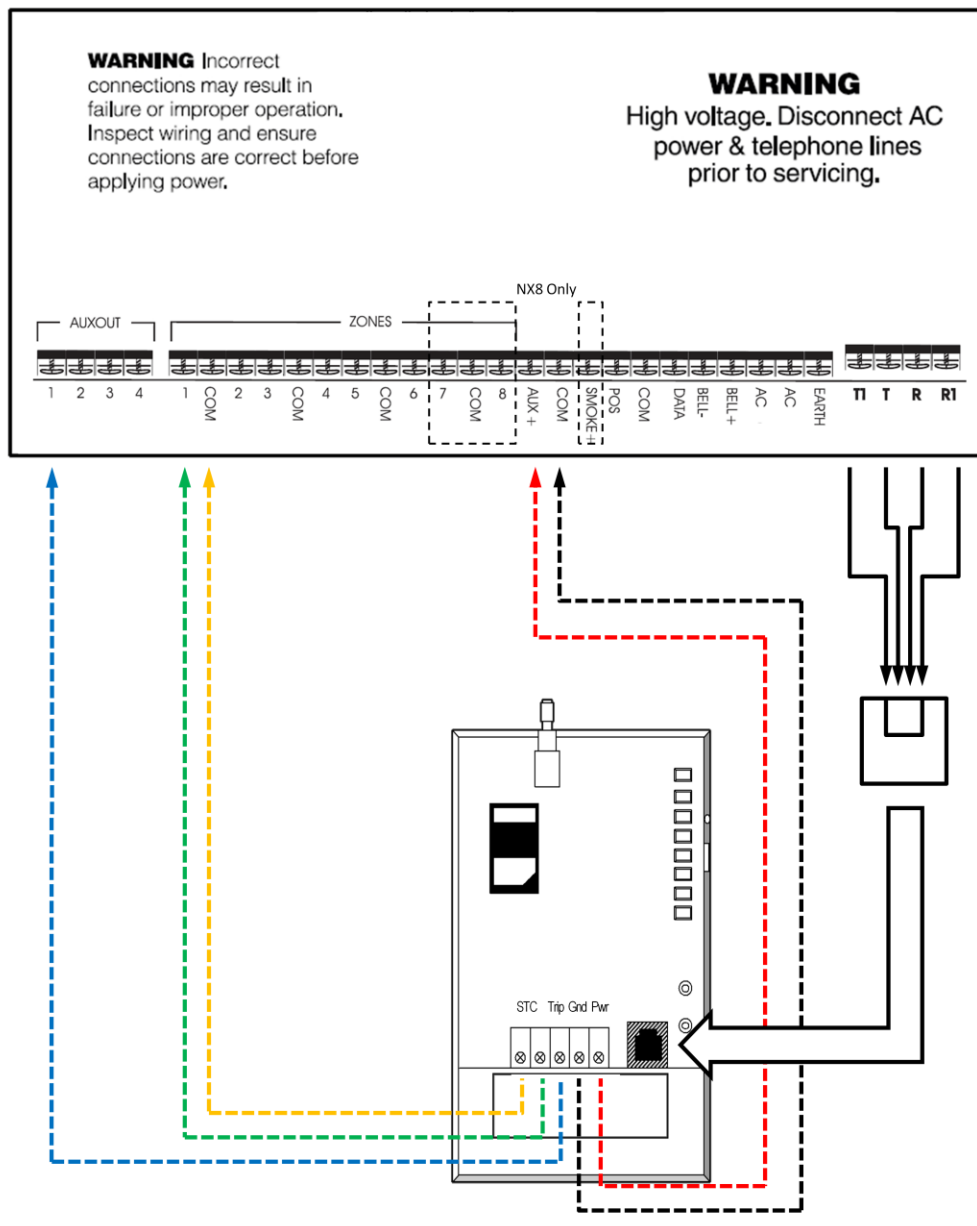 WARNING Incorrect
connections may result in
failure or improper operation.
Inspect wiring and ensure
connections are correct before
applying power.
WARNING
High voltage. Disconnect AC
power & telephone lines
prior to servicing.
NX8 Only
AUXOUT
ZONES
1 2 3 4
1 COM 2 3 COM 4 5 COM 6 7 COM 8 AUX + COM SMOKE+ POS COM DATA BELL- BELL+ AC AC EARTH
T1 T R R1
STC Trip Gnd Pwr